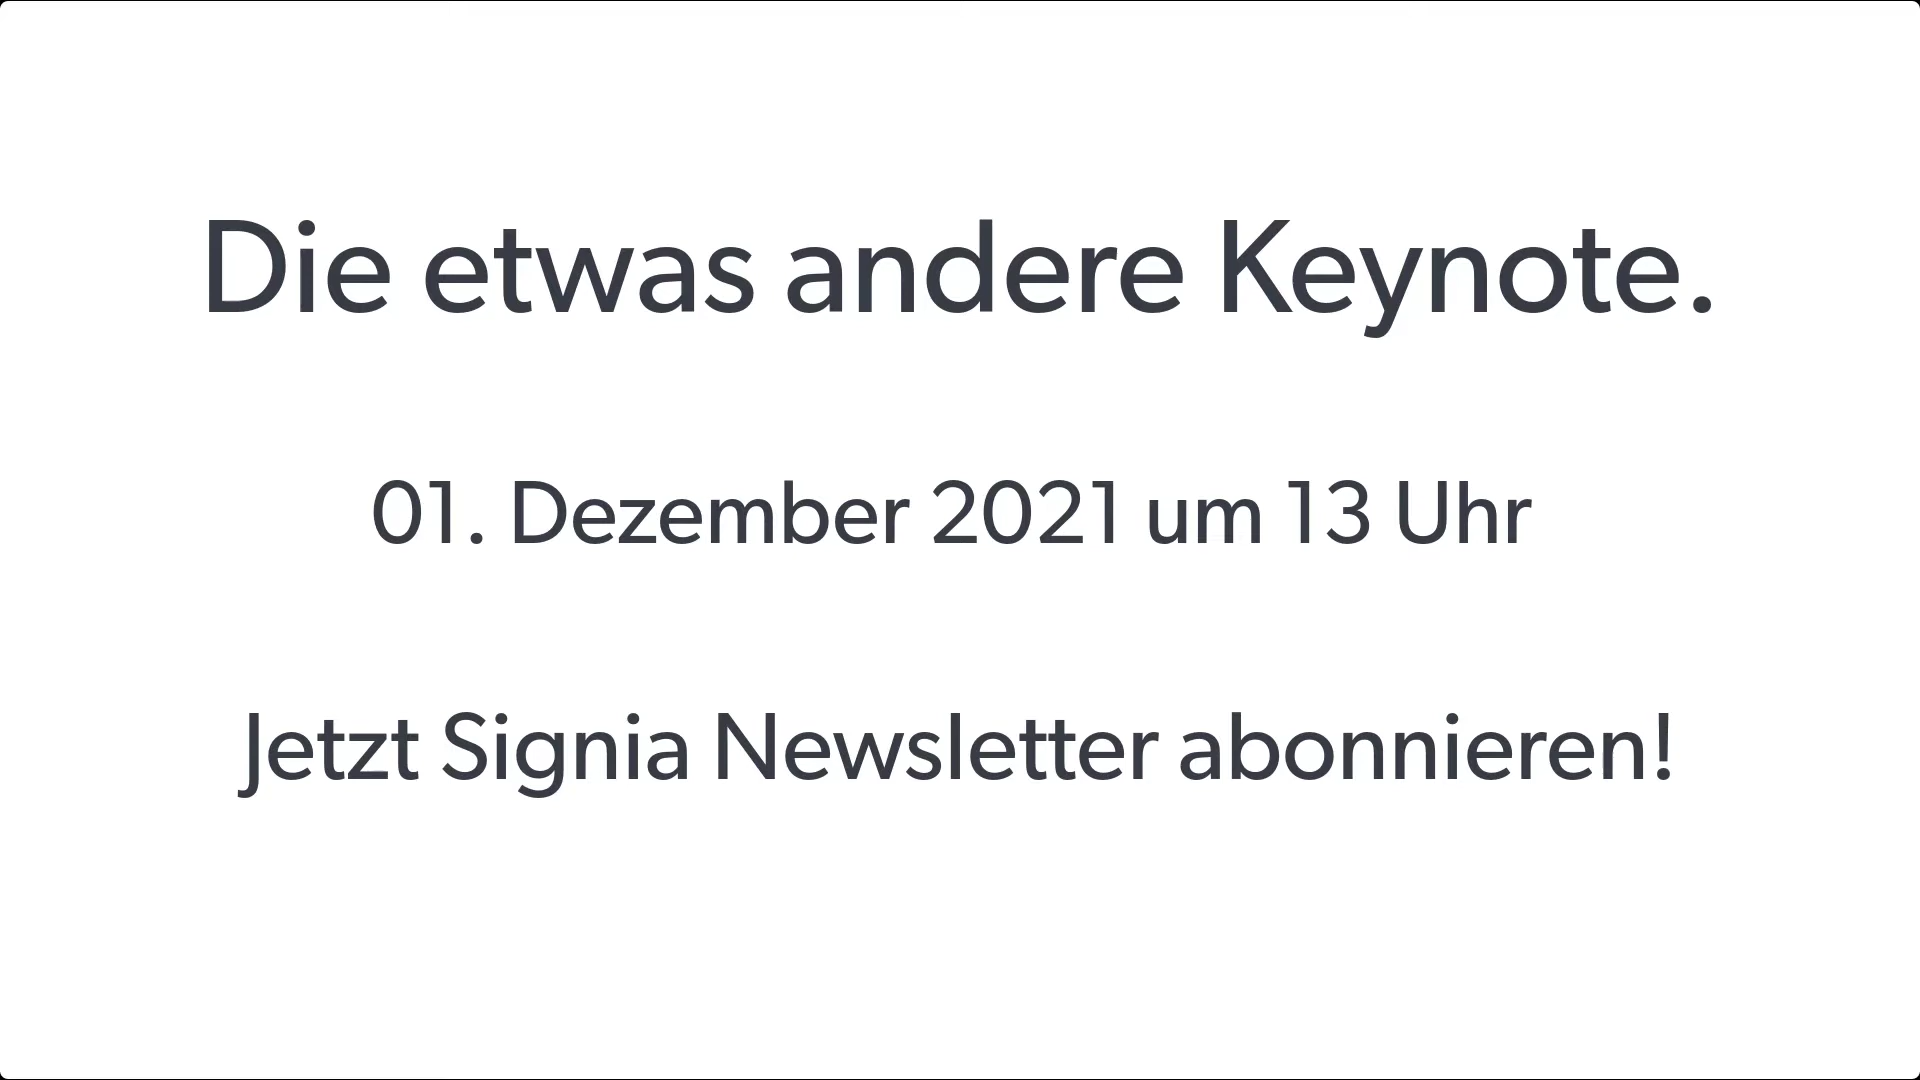 Die etwas andere Keynote.
01. Dezember 2021 um 13 Uhr
Jetzt Signia Newsletter abonnieren!